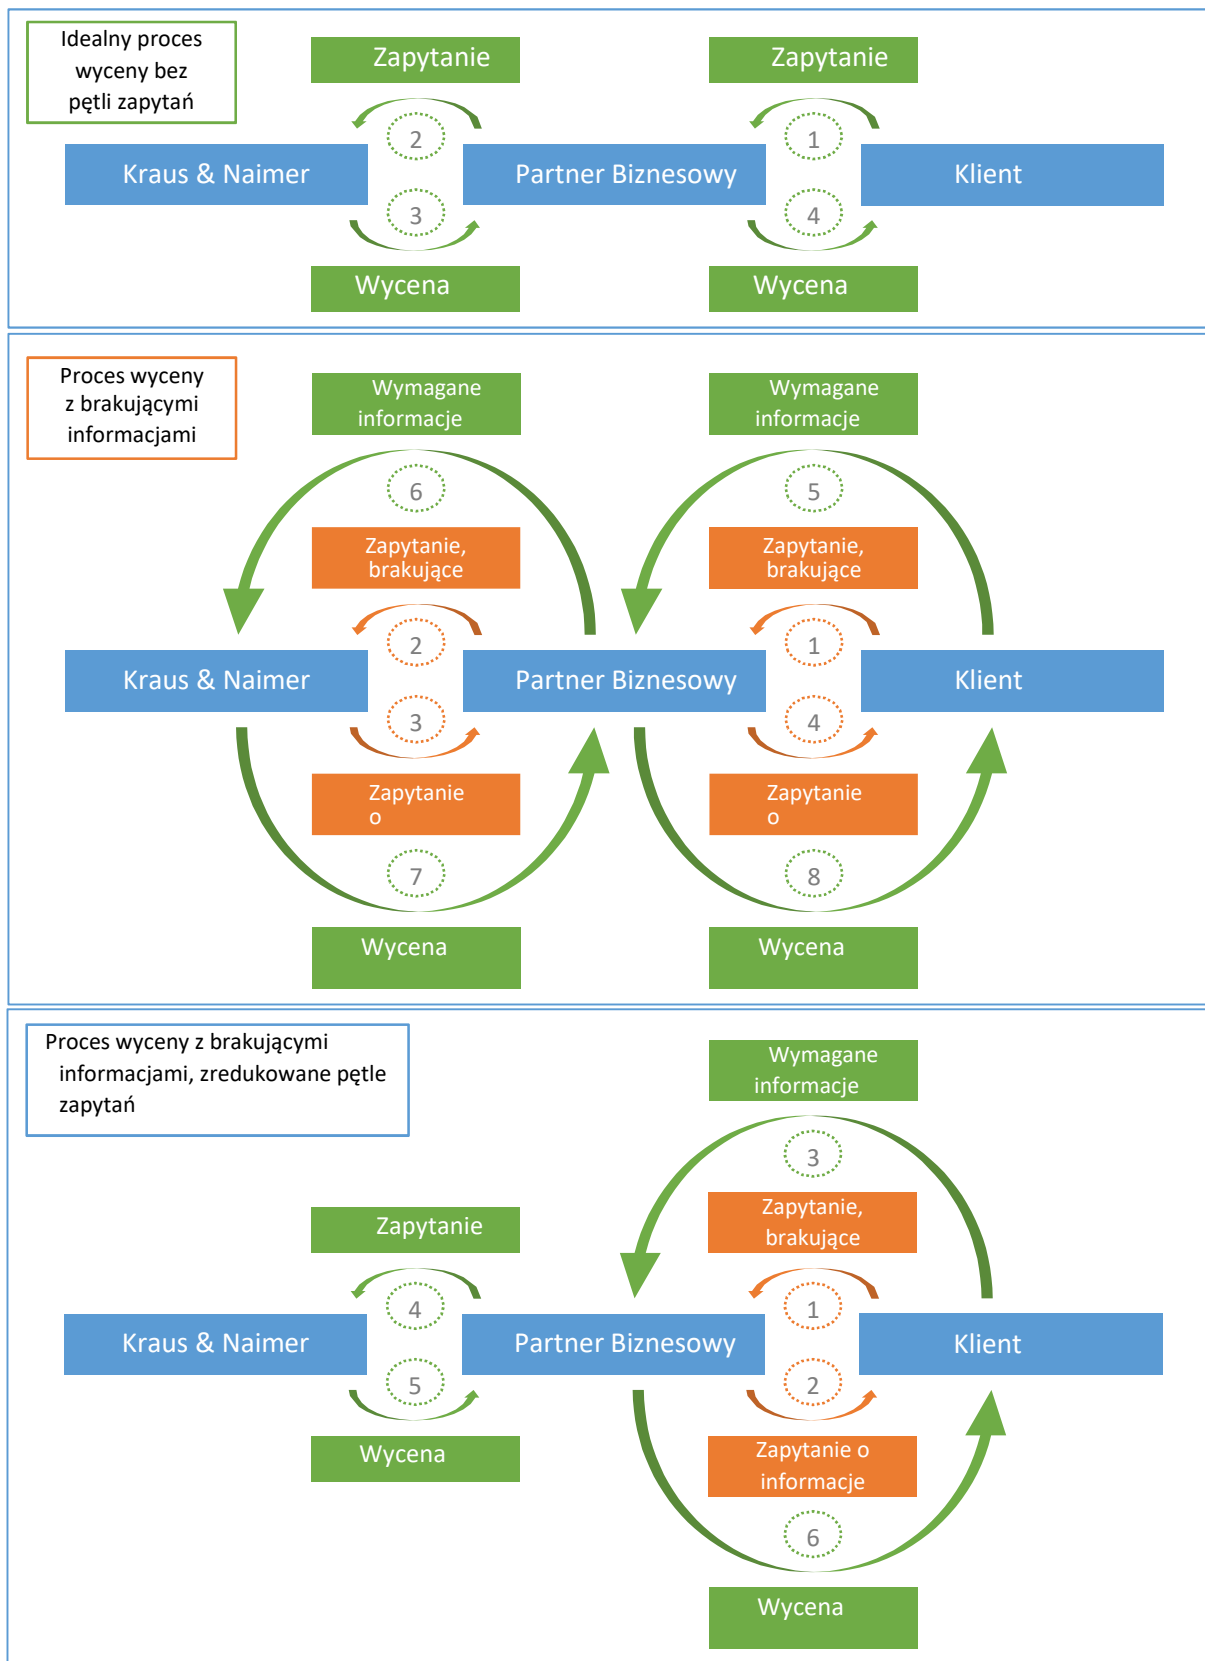 Idealny proces
wyceny bez
pętli zapytań
Zapytanie
Zapytanie
2
1
Kraus & Naimer
Partner Biznesowy
Klient
3
4
Wycena
Wycena
Proces wyceny
z brakującymi
informacjami
Wymagane
informacje
Wymagane
informacje
6
5
Zapytanie,
brakujące
Zapytanie,
brakujące
2
1
Kraus & Naimer
Partner Biznesowy
Klient
3
4
Zapytanie
o
Zapytanie
o
7
8
Wycena
Wycena
Proces wyceny z brakującymi
informacjami, zredukowane pętle
zapytań
Wymagane
informacje
3
Zapytanie,
brakujące
Zapytanie
4
1
Kraus & Naimer
Partner Biznesowy
Klient
5
2
Wycena
Zapytanie o
informacje
6
Wycena